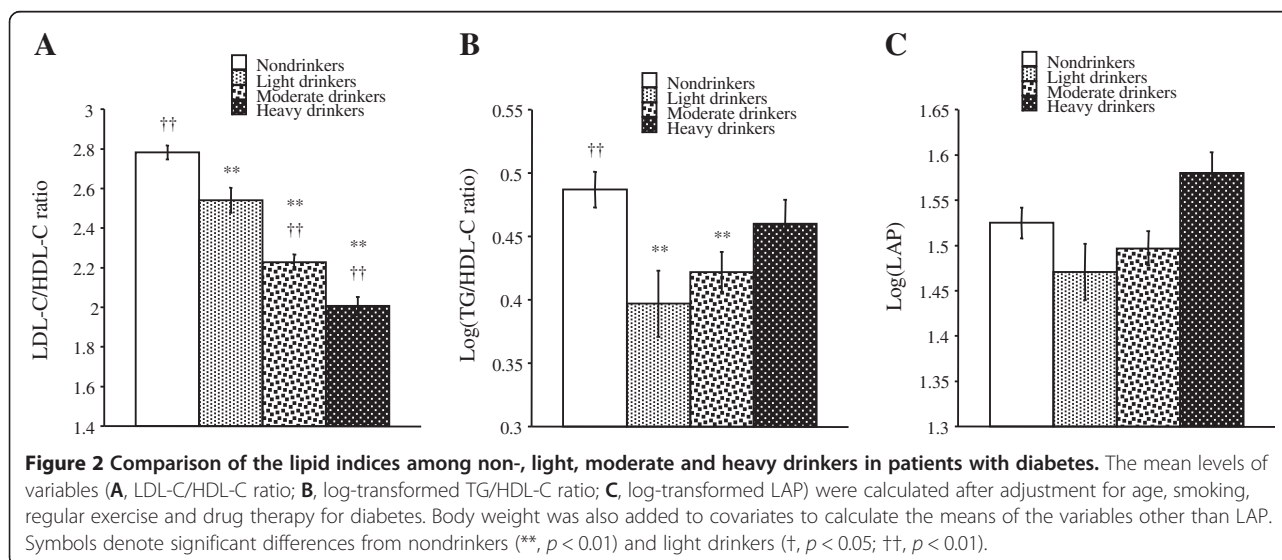 A
Nondrinkers
Light drinkers
Moderate drinkers
Heavy drinkers
LDL-C/HDL-C ratio
3
2.8
2.6
2.4
2.2
2
1.8
1.6
1.4
††
**
**
††
**
††
B
Nondrinkers
Light drinkers
Moderate drinkers
Heavy drinkers
Log(TG/HDL-C ratio)
0.55
0.5
0.45
0.4
0.35
0.3
††
**
**
C
Nondrinkers
Light drinkers
Moderate drinkers
Heavy drinkers
Log(LAP)
1.65
1.6
1.55
1.5
1.45
1.4
1.35
1.3
Figure 2 Comparison of the lipid indices among non-, light, moderate and heavy drinkers in patients with diabetes. The mean levels of
variables (A, LDL-C/HDL-C ratio; B, log-transformed TG/HDL-C ratio; C, log-transformed LAP) were calculated after adjustment for age, smoking,
regular exercise and drug therapy for diabetes. Body weight was also added to covariates to calculate the means of the variables other than LAP.
Symbols denote significant differences from nondrinkers (**, p < 0.01) and light drinkers (†, p < 0.05; ††, p < 0.01).